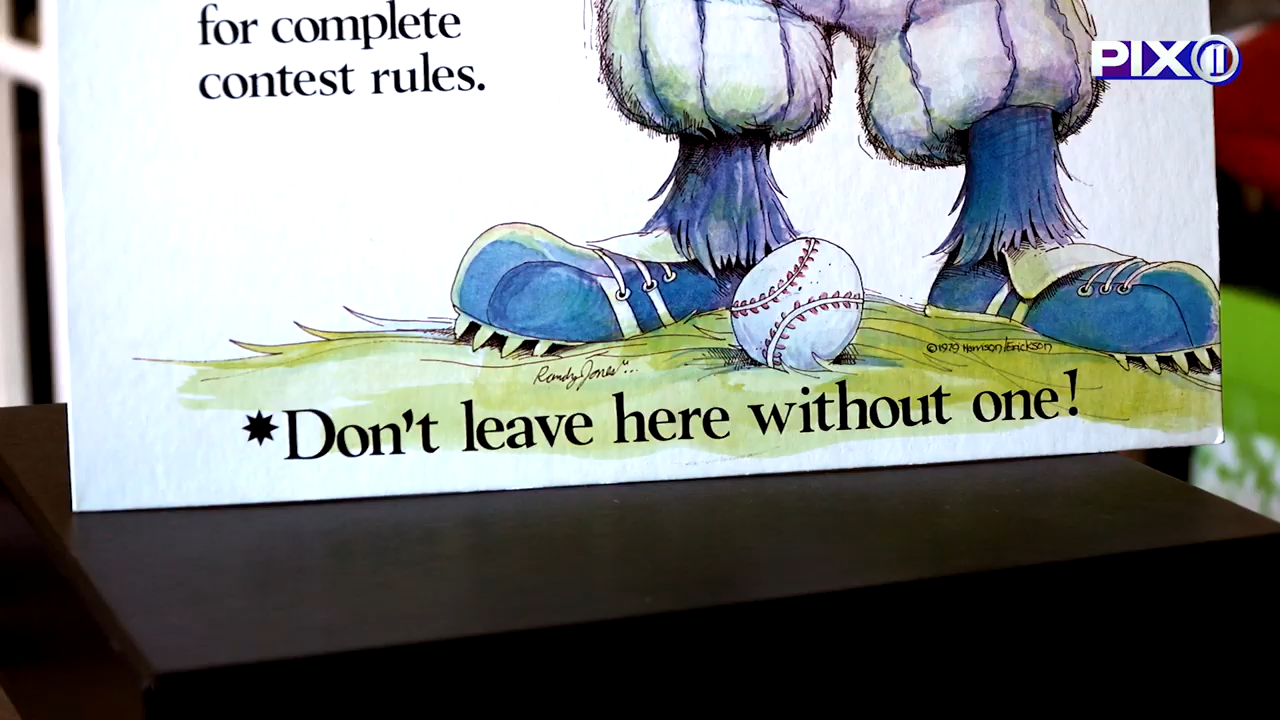 for complete
contest rules.
PIX11
©1979 Harrison/Erickson
Randy Jones
*Don't leave here without one!